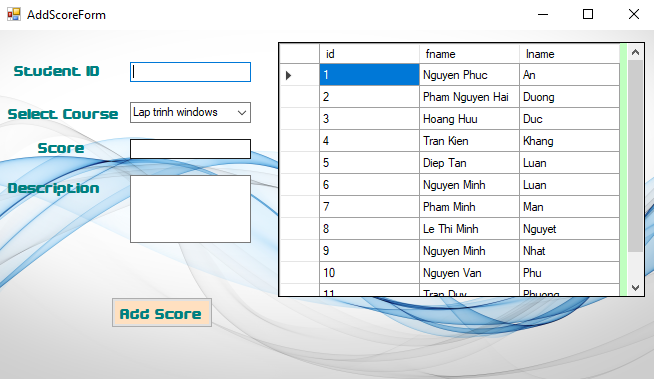 AddScoreForm
Student ID
Select Course
Lap trinh windows
Score
Description
Add Score
id fname lname
1 Nguyen Phuc An
2 Pham Nguyen Hai Duong
3 Hoang Huu Duc
4 Tran Kien Khang
5 Diep Tan Luan
6 Nguyen Minh Luan
7 Pham Minh Man
8 Le Thi Minh Nguyet
9 Nguyen Minh Nhat
10 Nguyen Van Phu
11 Tran Duy Phuong